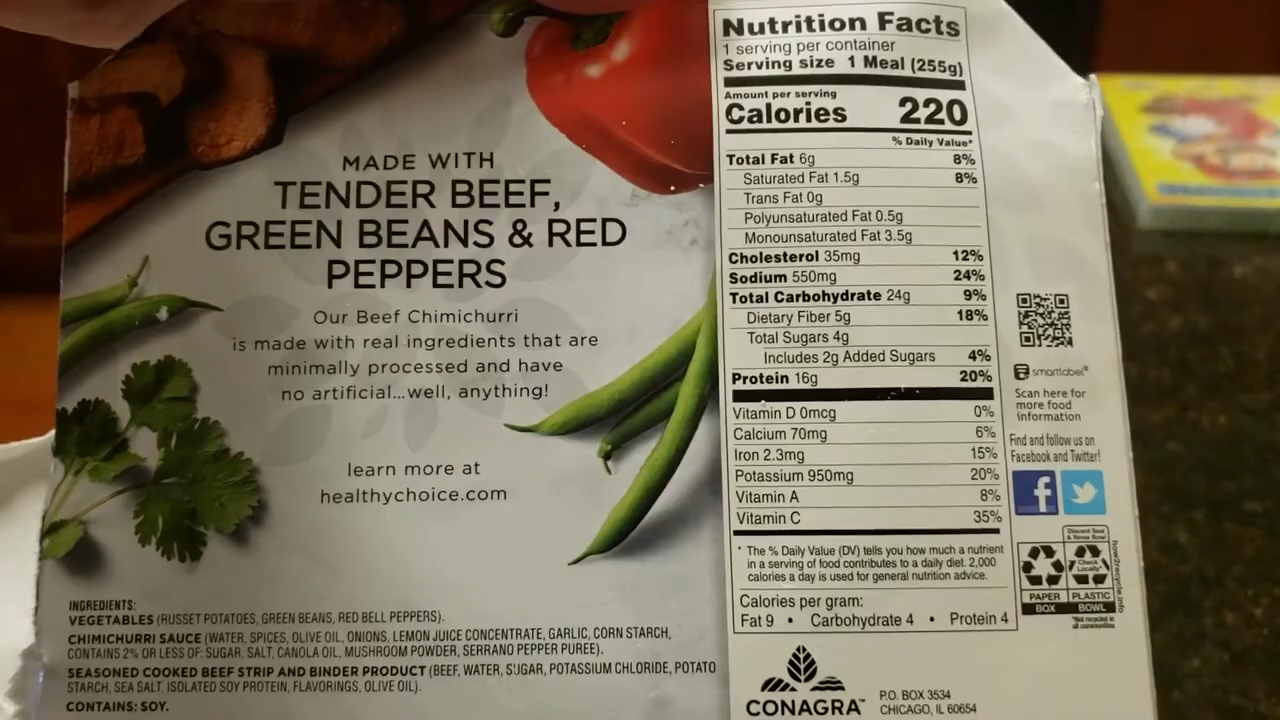 MADE WITH
TENDER BEEF,
GREEN BEANS & RED
PEPPERS
Our Beef Chimichurri
is made with real ingredients that are
minimally processed and have
no artificial...well, anything!
learn more at
healthychoice.com
INGREDIENTS:
VEGETABLES (RUSSET POTATOES, GREEN BEANS, RED BELL PEPPERS).
CHIMICHURRI SAUCE (WATER, SPICES, OLIVE OIL, ONIONS, LEMON JUICE CONCENTRATE, GARLIC, CORN STARCH,
CONTAINS 2% OR LESS OF: SUGAR, SALT, CANOLA OIL, MUSHROOM POWDER, SERRANO PEPPER PUREE).
SEASONED COOKED BEEF STRIP AND BINDER PRODUCT (BEEF, WATER, SUGAR, POTASSIUM CHLORIDE, POTATO
STARCH, SEA SALT, ISOLATED SOY PROTEIN, FLAVORINGS, OLIVE OIL).
CONTAINS: SOY.
Nutrition Facts
1 serving per container
Serving size 1 Meal (255g)
Amount per serving
Calories 220
% Daily Value*
Total Fat 6g 8%
Saturated Fat 1.5g 8%
Trans Fat 0g
Polyunsaturated Fat 0.5g
Monounsaturated Fat 3.5g
Cholesterol 35mg 12%
Sodium 550mg 24%
Total Carbohydrate 24g 9%
Dietary Fiber 5g 18%
Total Sugars 4g
Includes 2g Added Sugars 4%
Protein 16g 20%
Vitamin D 0mcg 0%
Calcium 70mg 6%
Iron 2.3mg 15%
Potassium 950mg 20%
Vitamin A 8%
Vitamin C 35%
* The % Daily Value (DV) tells you how much a nutrient
in a serving of food contributes to a daily diet. 2,000
calories a day is used for general nutrition advice.
Calories per gram:
Fat 9 • Carbohydrate 4 • Protein 4
smartlabel®
Scan here for
more food
information
Find and follow us on
Facebook and Twitter!
f
Discard Seal
& Rinse Bowl
Check
Locally*
PAPER PLASTIC
BOX BOWL
*Not recycled in
all communities
how2recycle.info
CONAGRA™
P.O. BOX 3534
CHICAGO, IL 60654